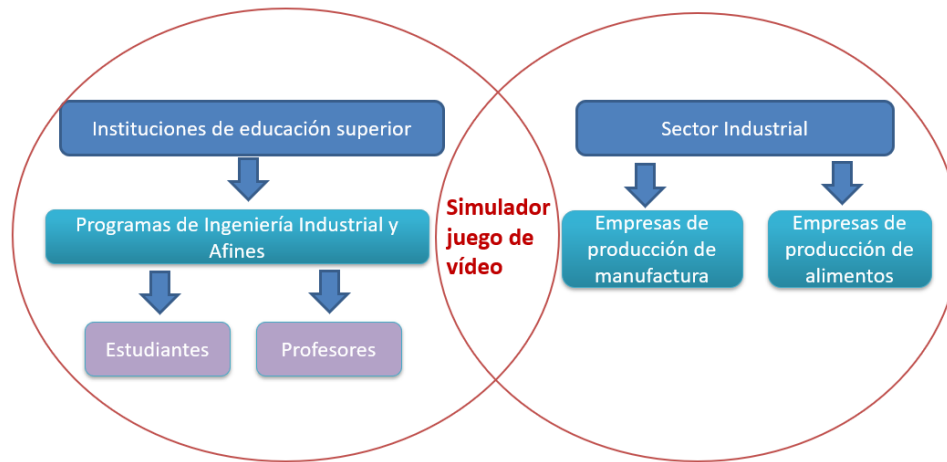 Instituciones de educación superior
Programas de Ingeniería Industrial y
Afines
Estudiantes
Profesores
Simulador
juego de
vídeo
Sector Industrial
Empresas de
producción de
manufactura
Empresas de
producción de
alimentos